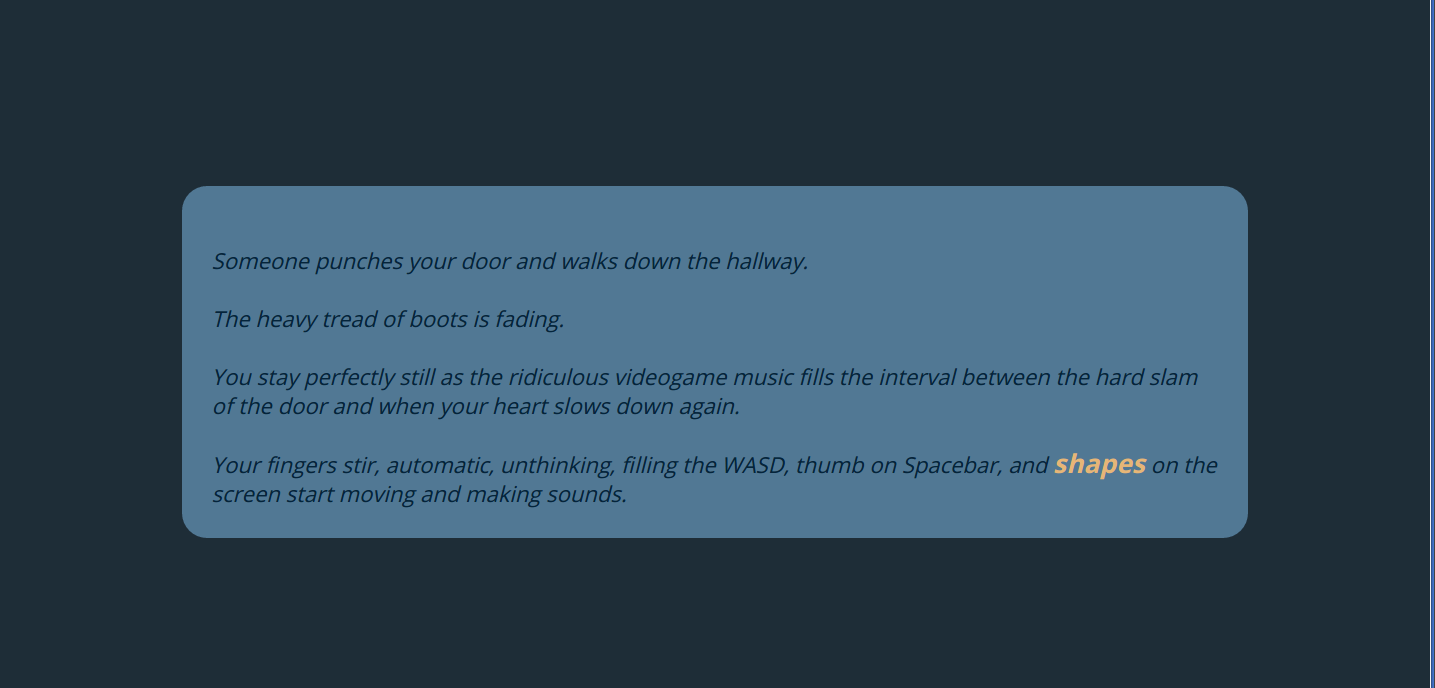 Someone punches your door and walks down the hallway.
The heavy tread of boots is fading.
You stay perfectly still as the ridiculous videogame music fills the interval between the hard slam
of the door and when your heart slows down again.
Your fingers stir, automatic, unthinking, filling the WASD, thumb on Spacebar, and shapes on the
screen start moving and making sounds.